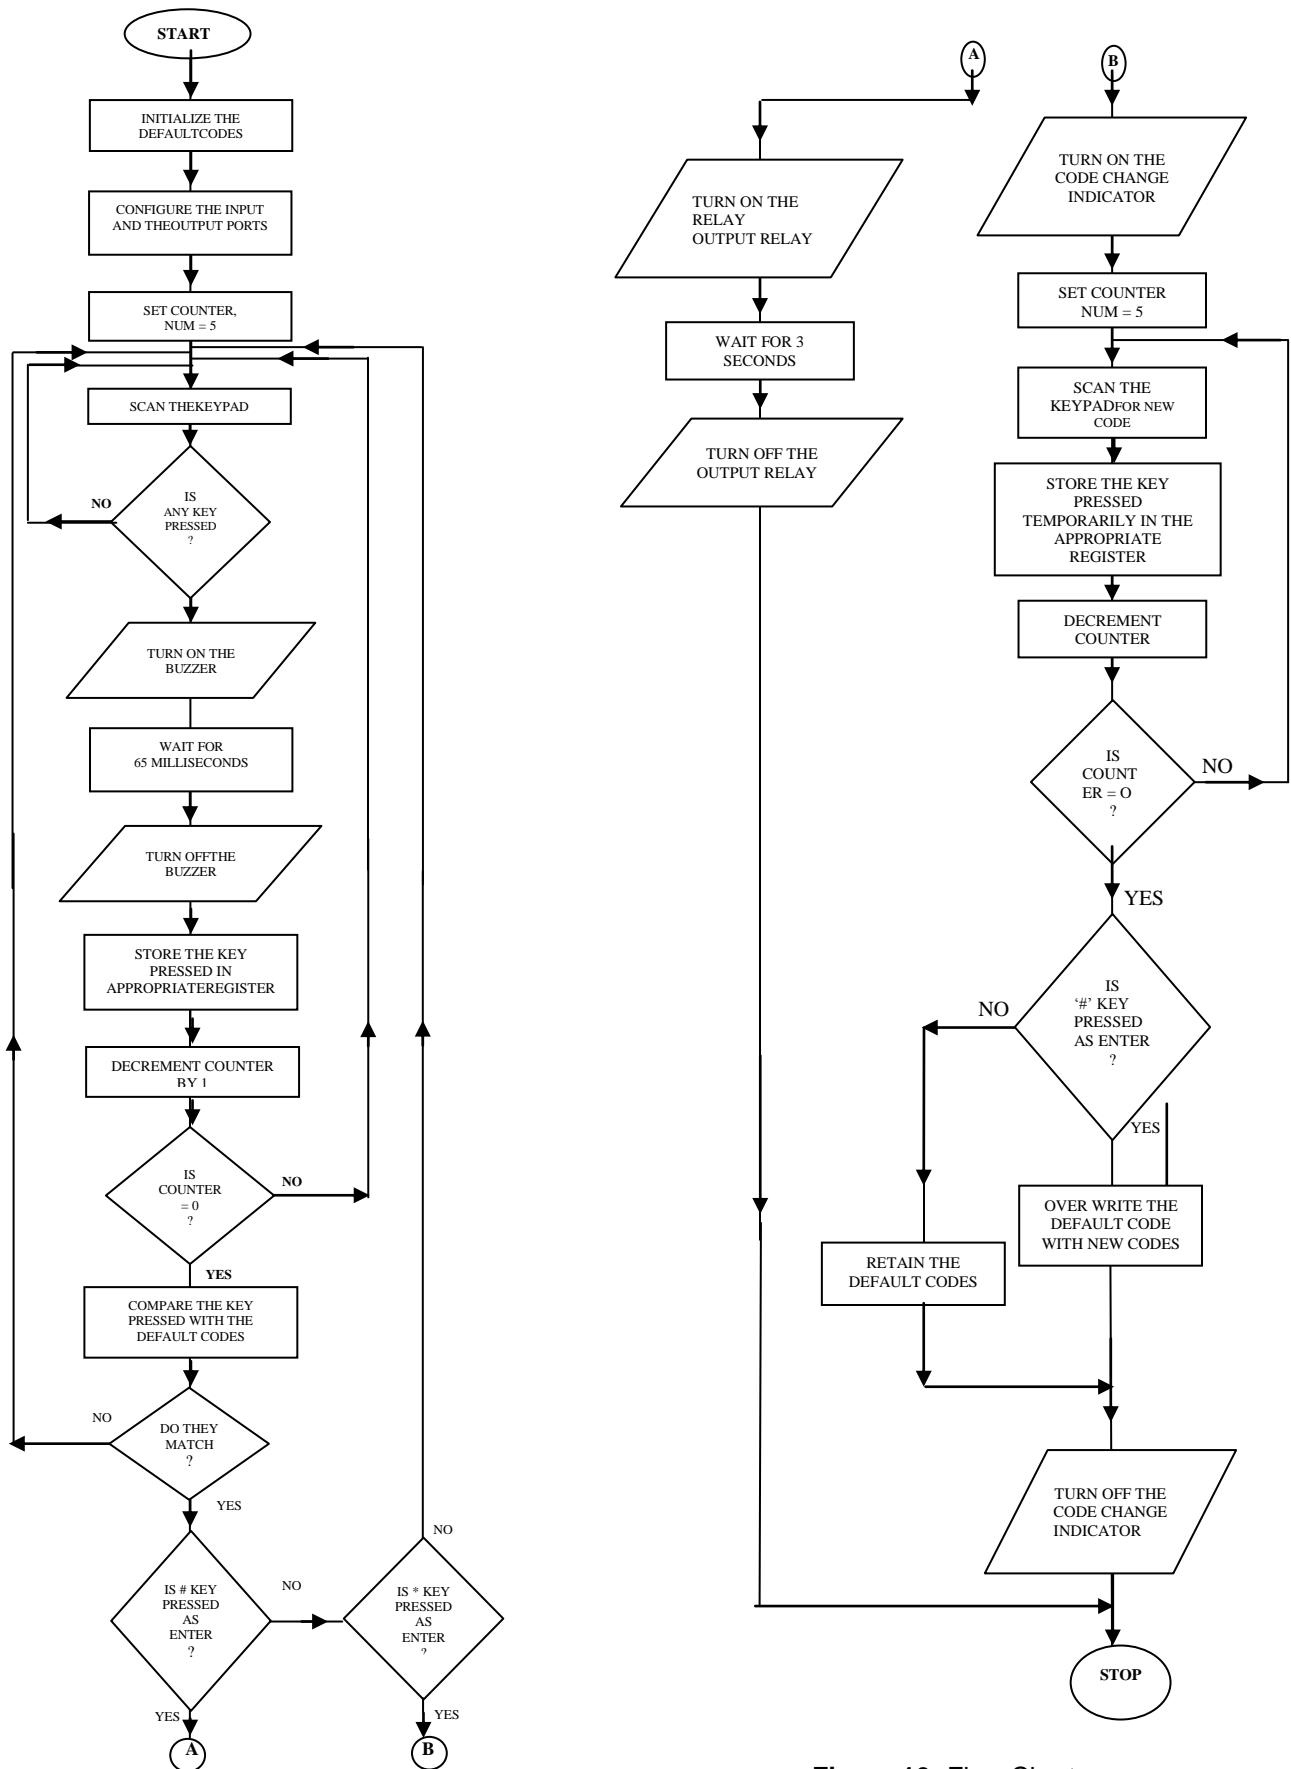 START
INITIALIZE THE
DEFAULTCODES
CONFIGURE THE INPUT
AND THEOUTPUT PORTS
SET COUNTER,
NUM = 5
SCAN THEKEYPAD
IS
ANY KEY
PRESSED
?
NO
TURN ON THE
BUZZER
WAIT FOR
65 MILLISECONDS
TURN OFFTHE
BUZZER
STORE THE KEY
PRESSED IN
APPROPRIATEREGISTER
DECREMENT COUNTER
BY 1
IS
COUNTER
= 0
?
NO
YES
COMPARE THE KEY
PRESSED WITH THE
DEFAULT CODES
NO
DO THEY
MATCH
?
YES
IS # KEY
PRESSED
AS
ENTER
?
NO
YES
A
NO
IS * KEY
PRESSED
AS
ENTER
?
YES
B
A
TURN ON THE
RELAY
OUTPUT RELAY
WAIT FOR 3
SECONDS
TURN OFF THE
OUTPUT RELAY
B
TURN ON THE
CODE CHANGE
INDICATOR
SET COUNTER
NUM = 5
SCAN THE
KEYPADFOR NEW
CODE
STORE THE KEY
PRESSED
TEMPORARILY IN THE
APPROPRIATE
REGISTER
DECREMENT
COUNTER
IS
COUNT
ER = O
?
NO
YES
IS
‘#’ KEY
PRESSED
AS ENTER
?
NO
YES
OVER WRITE THE
DEFAULT CODE
WITH NEW CODES
RETAIN THE
DEFAULT CODES
TURN OFF THE
CODE CHANGE
INDICATOR
STOP